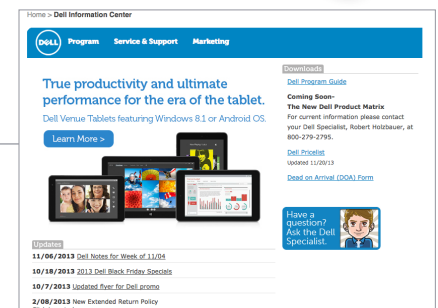 Home > Dell Information Center
DELL
Program Service & Support Marketing
True productivity and ultimate
performance for the era of the tablet.
Dell Venue Tablets featuring Windows 8.1 or Android OS.
Learn More >
Downloads
Dell Program Guide
Coming Soon-
The New Dell Product Matrix
For current information please contact
your Dell Specialist, Robert Holzbauer, at
800-279-2795.
Dell Pricelist
Updated 11/20/13
Dead on Arrival (DOA) Form
Have a
question?
Ask the Dell
Specialist.
Updates
11/06/2013 Dell Notes for Week of 11/04
10/18/2013 2013 Dell Black Friday Specials
10/7/2013 Updated flyer for Dell promo
2/08/2013 New Extended Return Policy